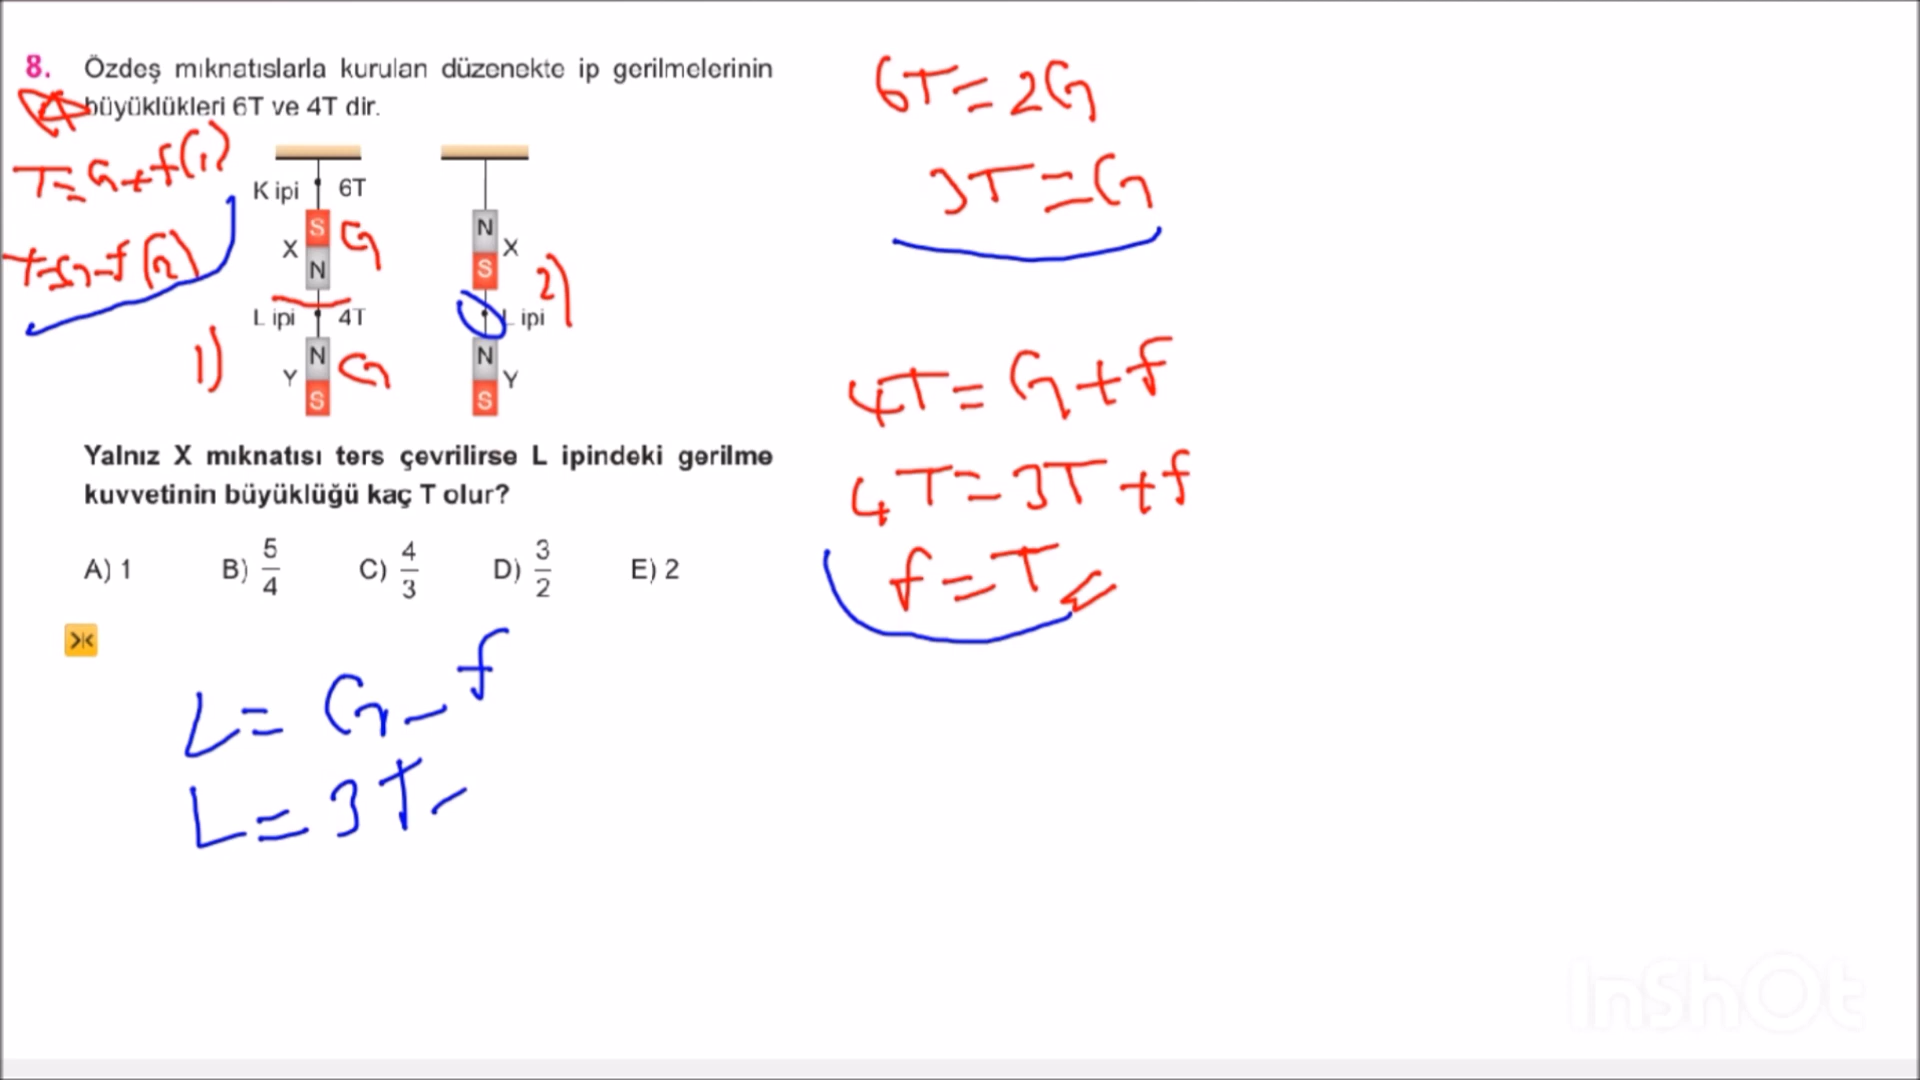 8. Özdeş mıknatıslarla kurulan düzenekte ip gerilmelerinin
büyüklükleri 6T ve 4T dir.
T=G+f(1)
T=G-f(2)
K ipi 6T
S
X G
N
L ipi 4T
1)
N
Y G
S
N
X
S
2)
L ipi
N
Y
S
Yalnız X mıknatısı ters çevrilirse L ipindeki gerilme
kuvvetinin büyüklüğü kaç T olur?
A) 1 B) 5/4 C) 4/3 D) 3/2 E) 2
L= G-f
L= 3T-
6T=2G
3T=G
4T=G+f
4T=3T+f
f=T
InShOt